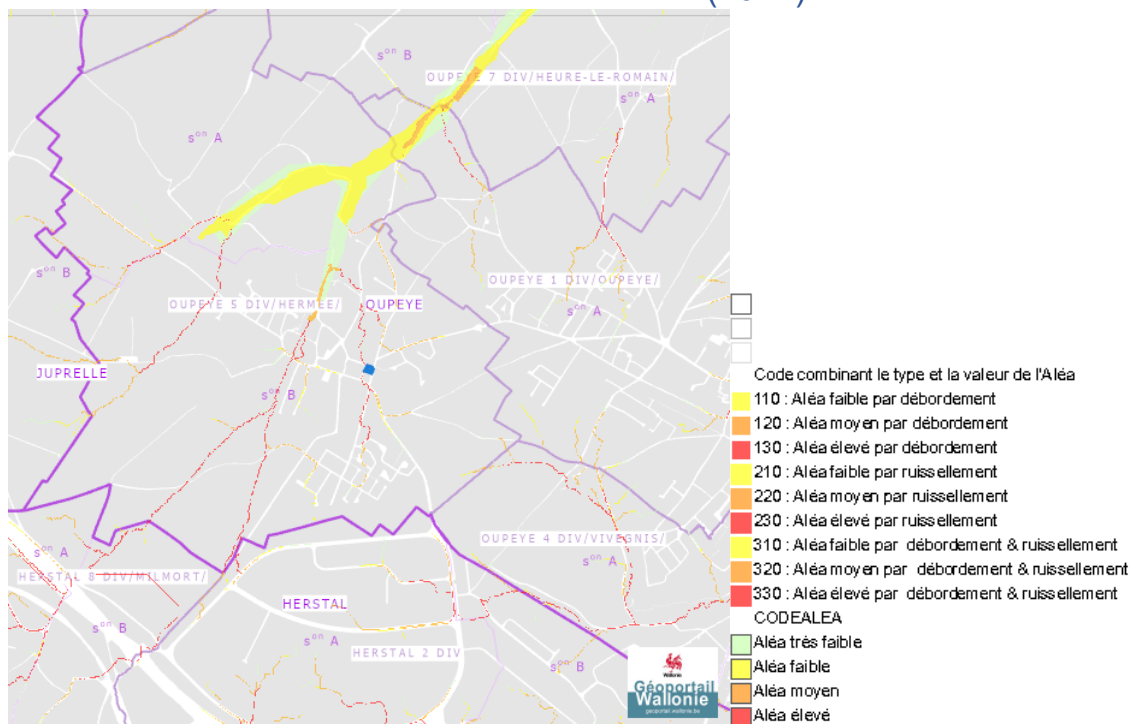 sᵒⁿ B
OUPEYE 7 DIV/HEURE-LE-ROMAIN/
sᵒⁿ A
sᵒⁿ A
sᵒⁿ B
OUPEYE 1 DIV/OUPEYE/
OUPEYE 5 DIV/HERMEE/
OUPEYE
sᵒⁿ A
JUPRELLE
sᵒⁿ B
OUPEYE 4 DIV/VIVEGNIS/
sᵒⁿ A
sᵒⁿ A
HERSTAL 8 DIV/MILMORT/
HERSTAL
sᵒⁿ B
sᵒⁿ A
HERSTAL 2 DIV
sᵒⁿ B
Wallonie
Géoportail
Wallonie
geoportail.wallonie.be
Code combinant le type et la valeur de l'Aléa
110 : Aléa faible par débordement
120 : Aléa moyen par débordement
130 : Aléa élevé par débordement
210 : Aléa faible par ruissellement
220 : Aléa moyen par ruissellement
230 : Aléa élevé par ruissellement
310 : Aléa faible par débordement & ruissellement
320 : Aléa moyen par débordement & ruissellement
330 : Aléa élevé par débordement & ruissellement
CODEALEA
Aléa très faible
Aléa faible
Aléa moyen
Aléa élevé